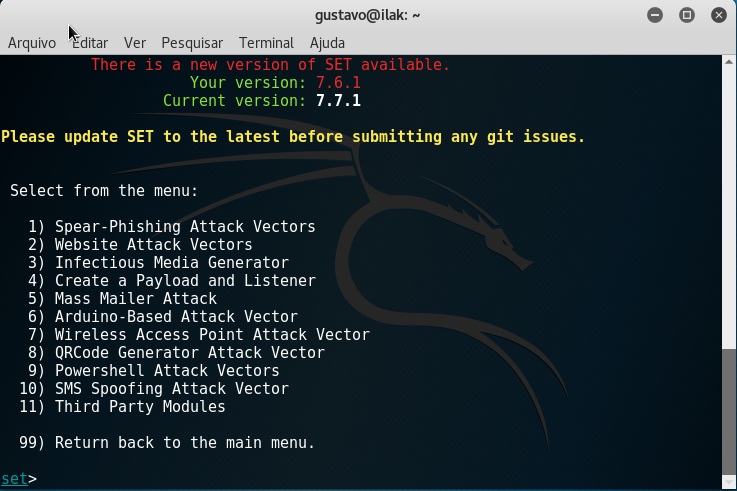 gustavo@ilak: ~
Arquivo Editar Ver Pesquisar Terminal Ajuda
There is a new version of SET available.
Your version: 7.6.1
Current version: 7.7.1
Please update SET to the latest before submitting any git issues.
Select from the menu:
1) Spear-Phishing Attack Vectors
2) Website Attack Vectors
3) Infectious Media Generator
4) Create a Payload and Listener
5) Mass Mailer Attack
6) Arduino-Based Attack Vector
7) Wireless Access Point Attack Vector
8) QRCode Generator Attack Vector
9) Powershell Attack Vectors
10) SMS Spoofing Attack Vector
11) Third Party Modules
99) Return back to the main menu.
set>